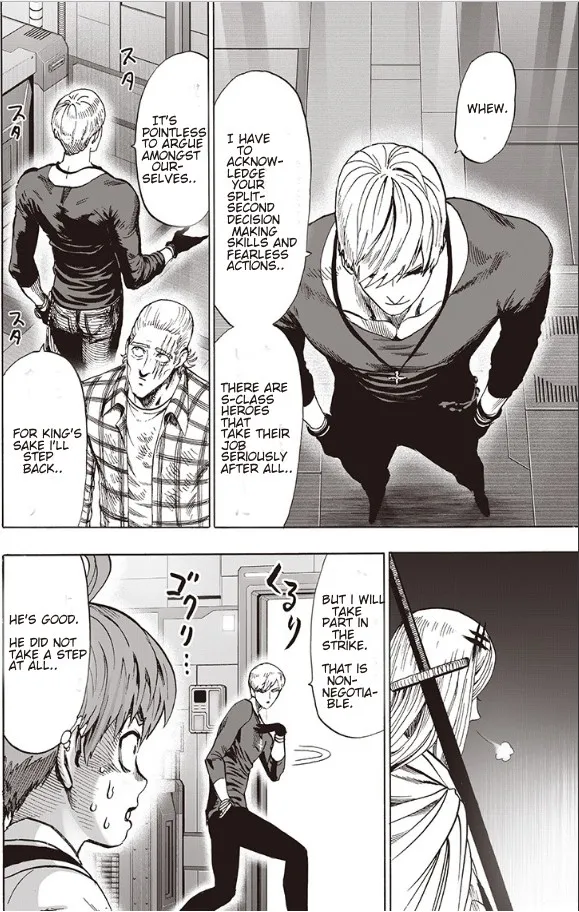 WHEW.
I HAVE
TO
ACKNOW-
LEDGE
YOUR
SPLIT-
SECOND
DECISION
MAKING
SKILLS AND
FEARLESS
ACTIONS..
THERE ARE
S-CLASS
HEROES
THAT
TAKE THEIR
JOB
SERIOUSLY
AFTER ALL..
スタ
スタ
IT'S
POINTLESS
TO ARGUE
AMONGST
OUR-
SELVES..
スッ
FOR KING'S
SAKE I'LL
STEP
BACK..
BUT I WILL
TAKE
PART IN
THE
STRIKE.
THAT IS
NON-
NEGOTIA-
BLE.
くるり
ゴクリ…
HE'S GOOD.
HE DID NOT
TAKE A STEP
AT ALL..